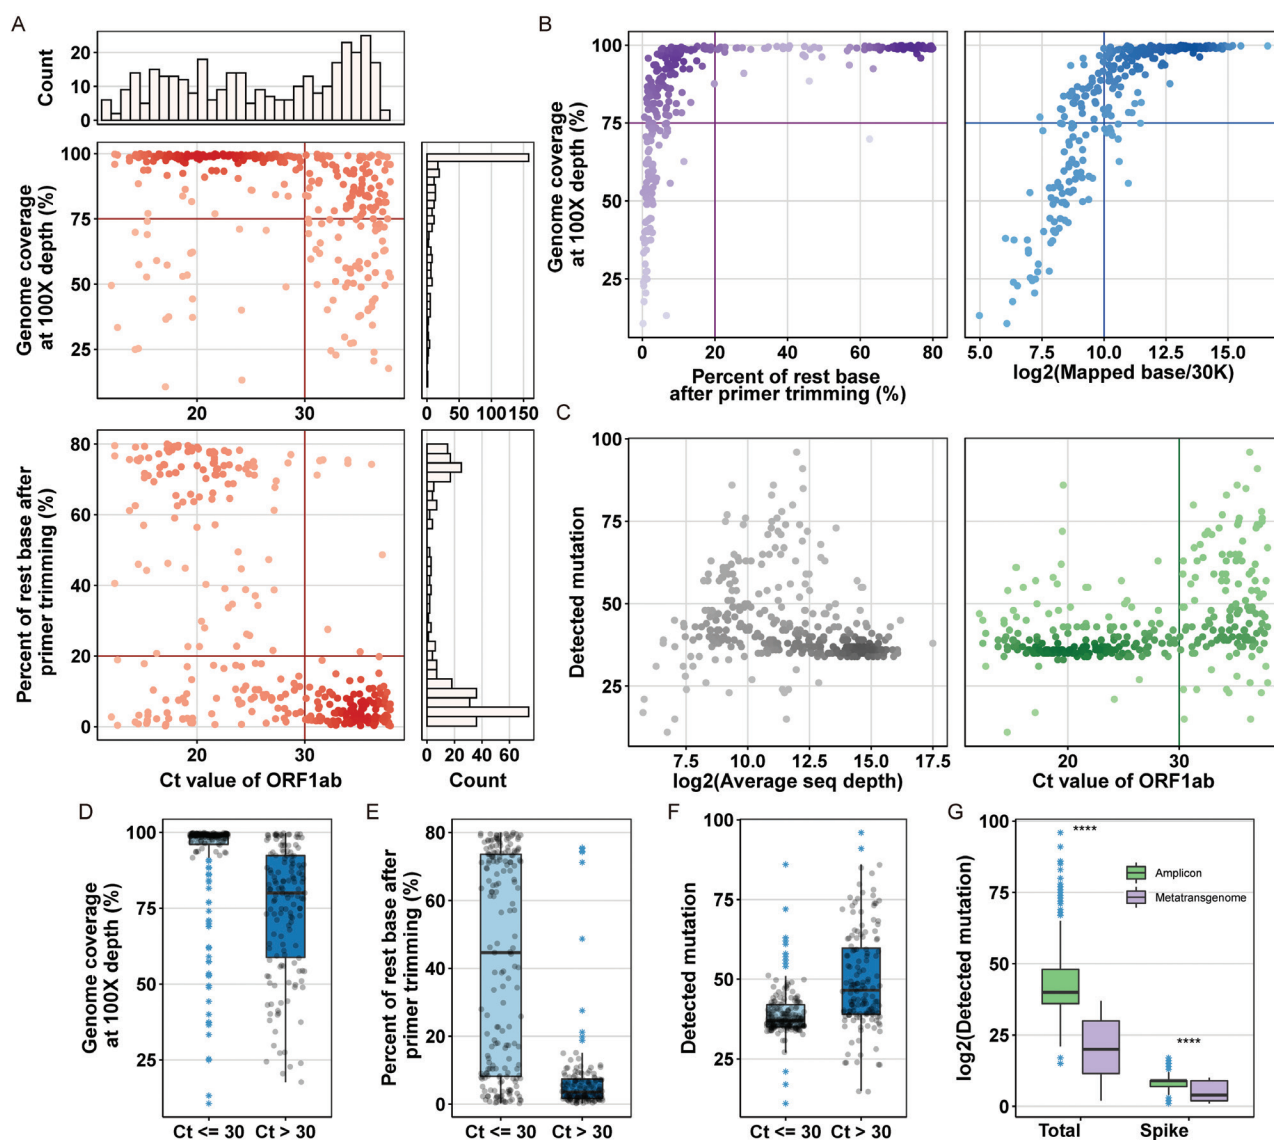 A
Count
20
10
0
Genome coverage
at 100X depth (%)
100
75
50
25
20
30
0
50
100
150
Percent of rest base after
primer trimming (%)
80
60
40
20
0
20
30
Ct value of ORF1ab
0
20
40
60
Count
B
Genome coverage
at 100X depth (%)
100
75
50
25
0
20
40
60
80
Percent of rest base
after primer trimming (%)
5.0
7.5
10.0
12.5
15.0
log2(Mapped base/30K)
C
Detected mutation
100
75
50
25
7.5
10.0
12.5
15.0
17.5
log2(Average seq depth)
20
30
Ct value of ORF1ab
D
Genome coverage
at 100X depth (%)
100
75
50
25
Ct <= 30
Ct > 30
E
Percent of rest base after
primer trimming (%)
80
60
40
20
0
Ct <= 30
Ct > 30
F
Detected mutation
100
75
50
25
Ct <= 30
Ct > 30
G
log2(Detected mutation)
100
50
25
0
****
Amplicon
Metatransgenome
****
Total
Spike